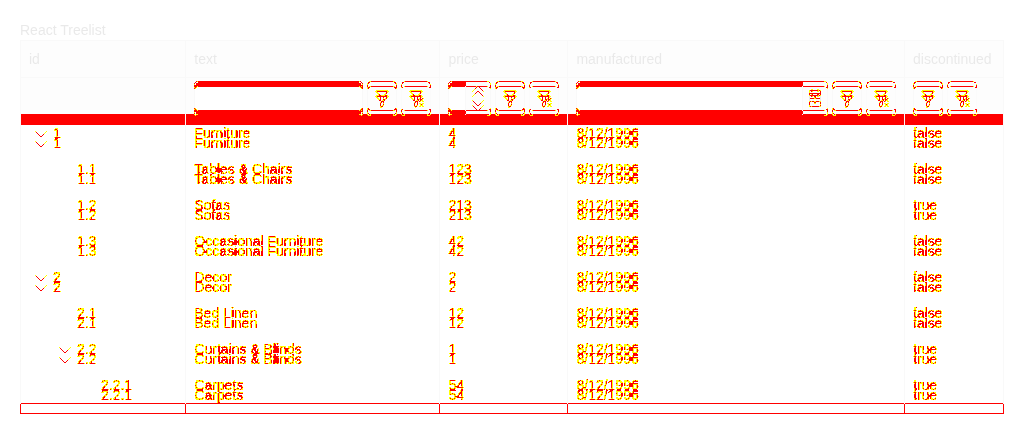 React Treelist
id text price manufactured discontinued
1 Furniture 4 8/12/1996 false
1.1 Tables & Chairs 123 8/12/1996 false
1.2 Sofas 213 8/12/1996 true
1.3 Occasional Furniture 42 8/12/1996 false
2 Decor 2 8/12/1996 false
2.1 Bed Linen 12 8/12/1996 false
2.2 Curtains & Blinds 1 8/12/1996 true
2.2.1 Carpets 54 8/12/1996 true